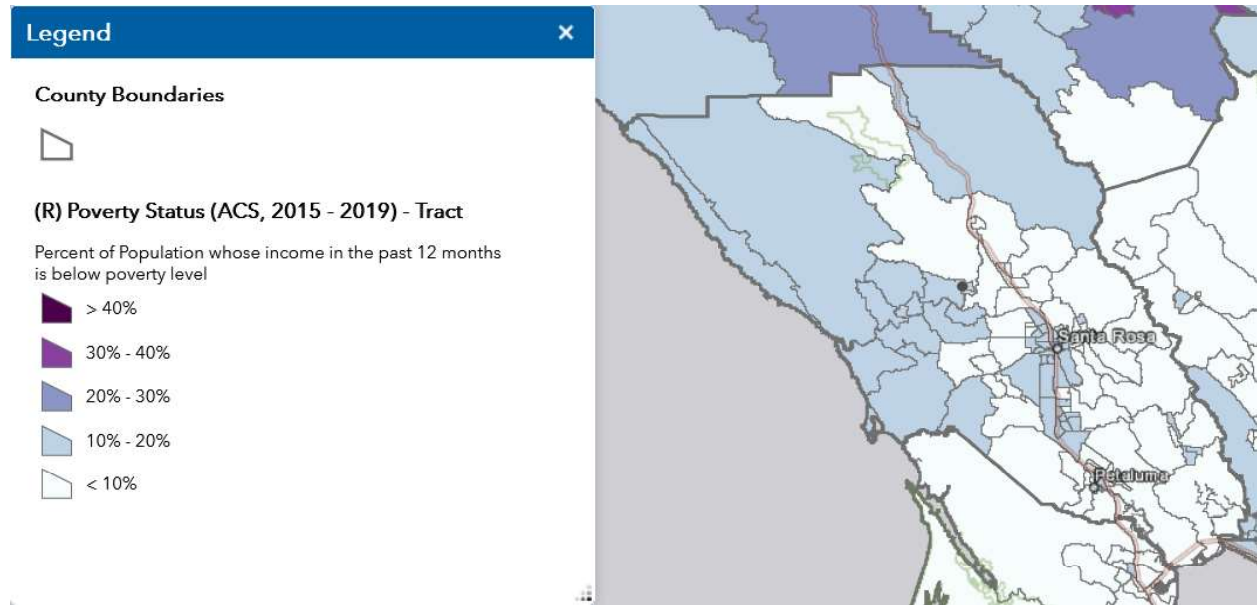 Legend
County Boundaries
(R) Poverty Status (ACS, 2015 - 2019) - Tract
Percent of Population whose income in the past 12 months
is below poverty level
> 40%
30% - 40%
20% - 30%
10% - 20%
< 10%
Santa Rosa
Petaluma